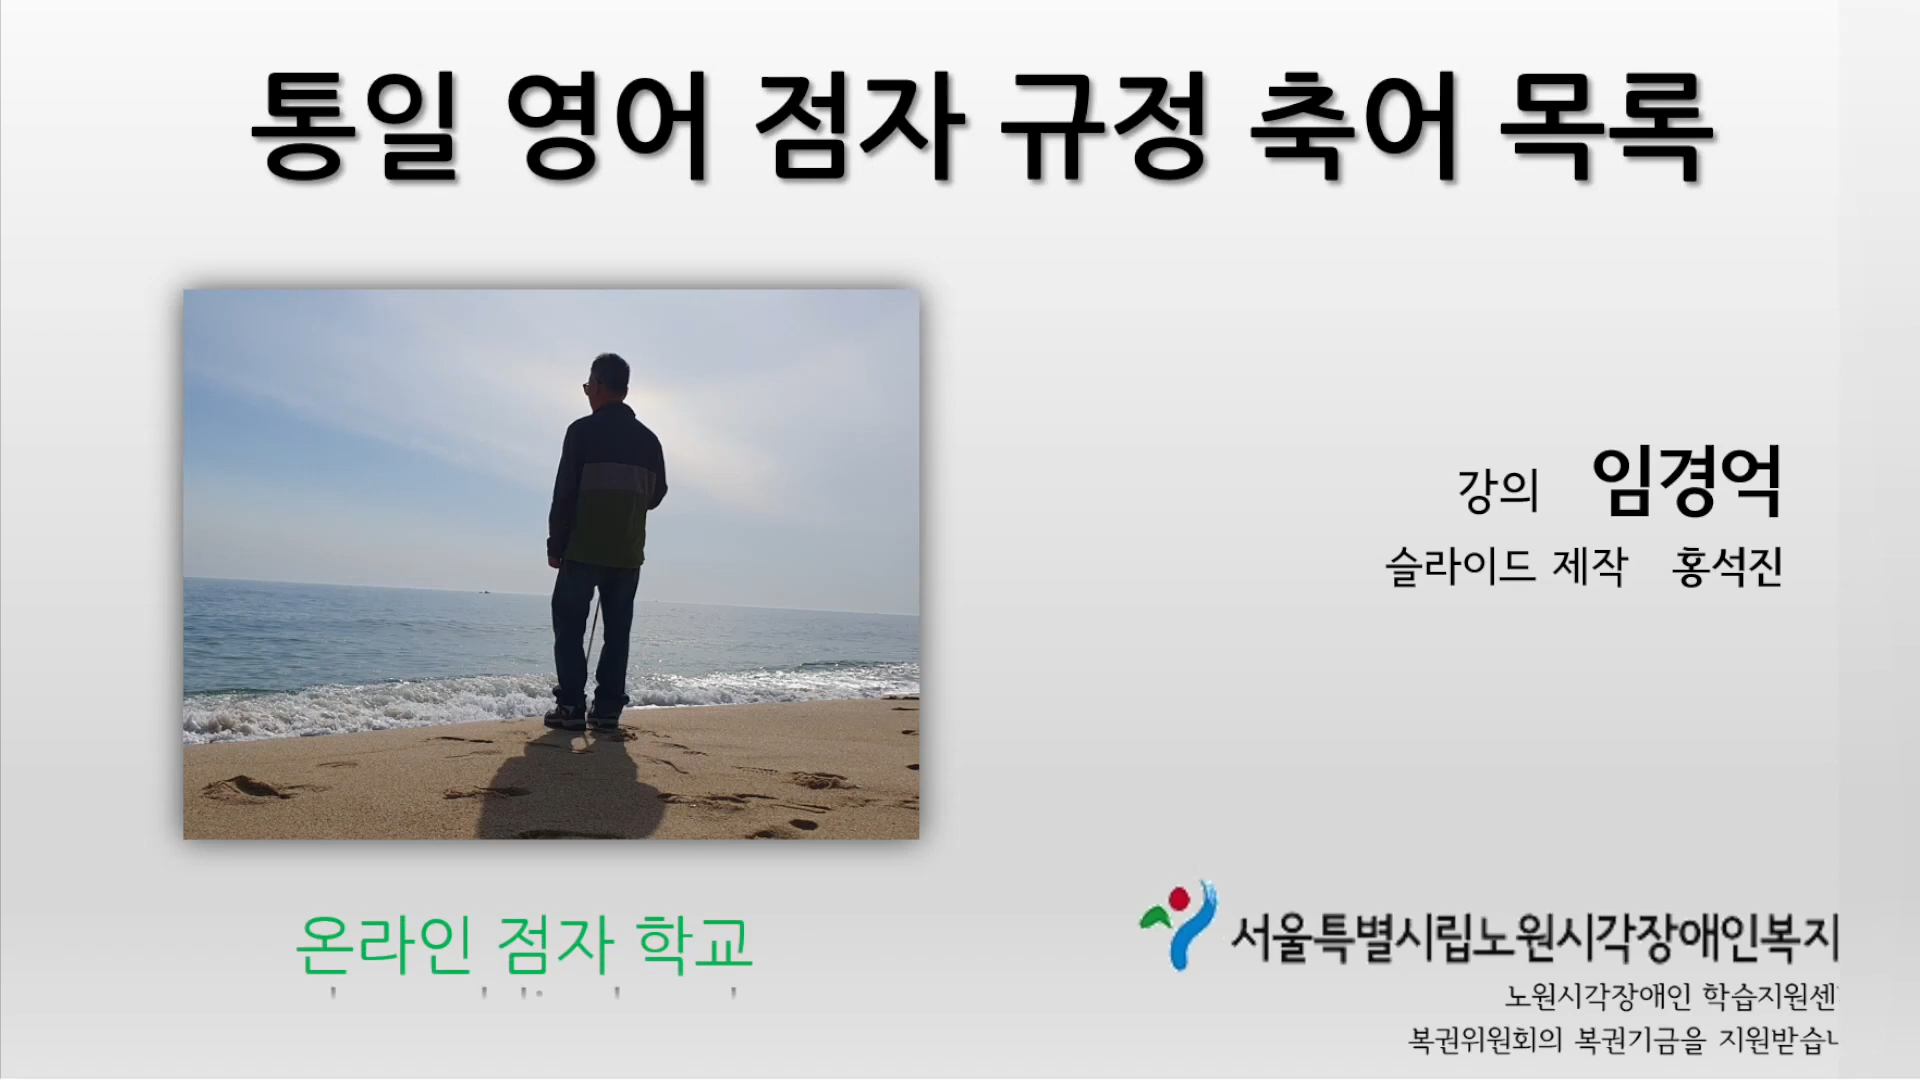 통일 영어 점자 규정 축어 목록
강의 임경억
슬라이드 제작 홍석진
온라인 점자 학교
서울특별시립노원시각장애인복지
노원시각장애인 학습지원센
복권위원회의 복권기금을 지원받습